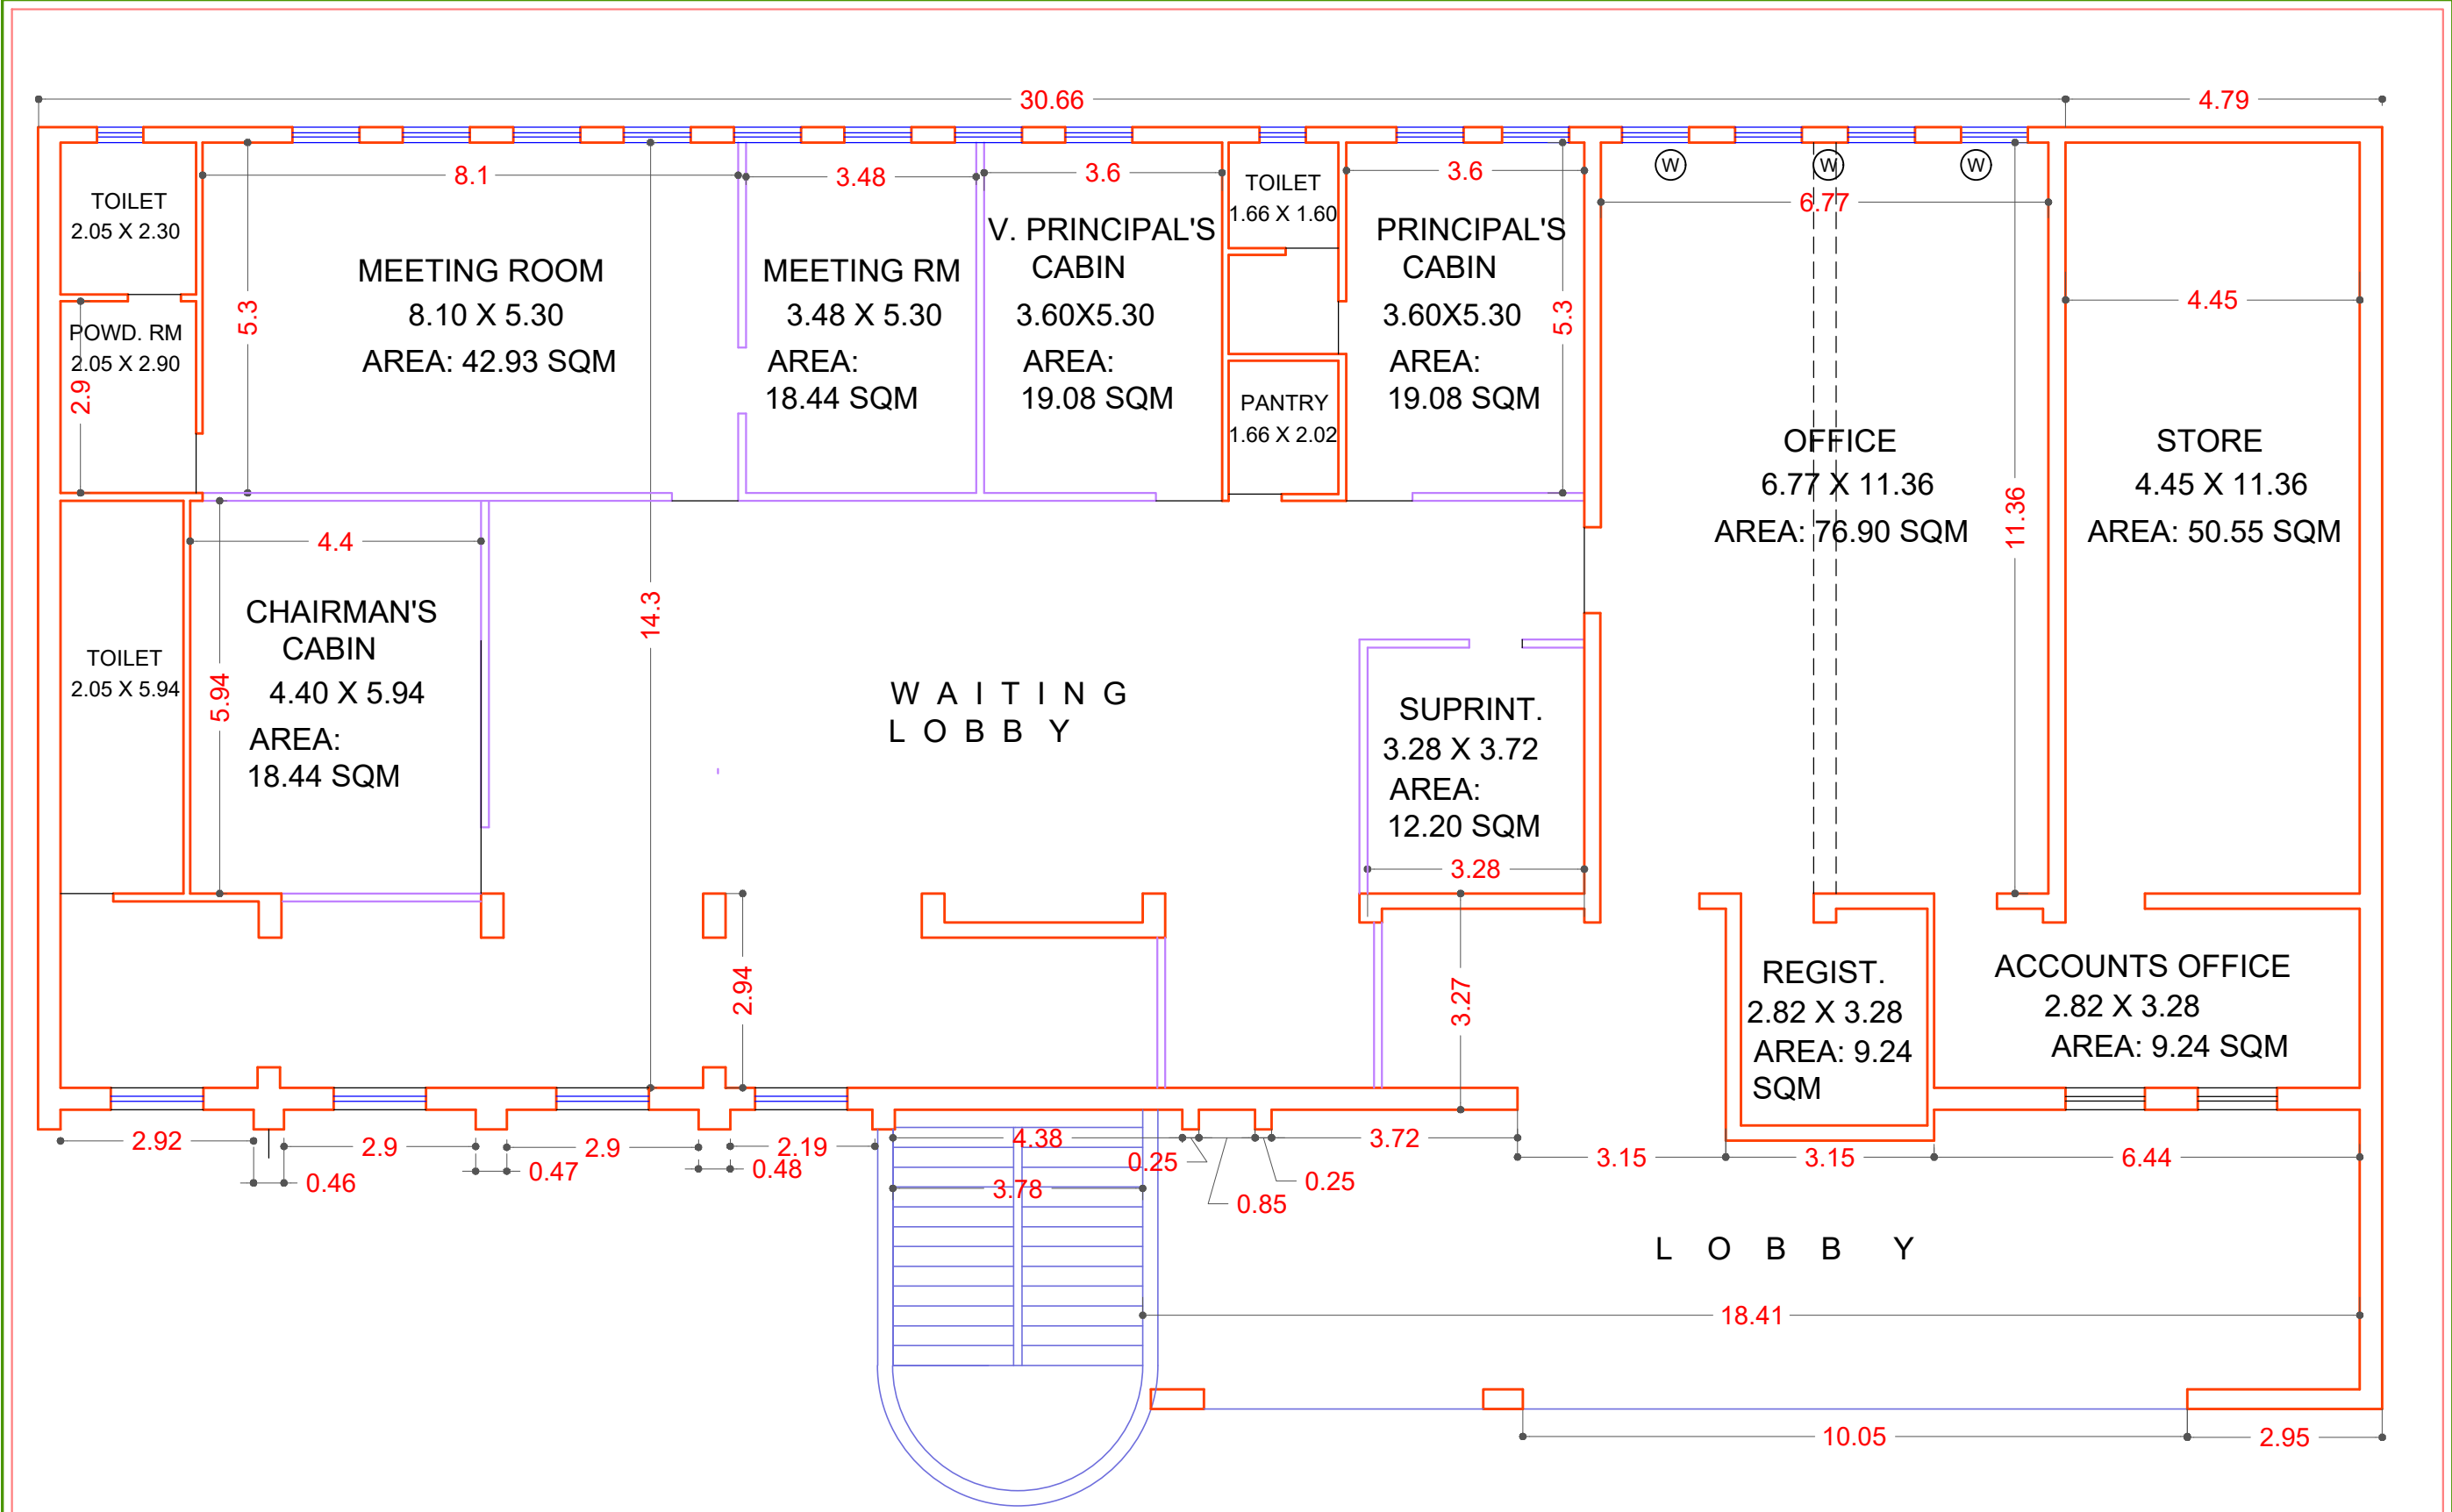 30.66
4.79
8.1
3.48
3.6
3.6
6.77
4.45
5.3
5.3
TOILET
2.05 X 2.30
MEETING ROOM
8.10 X 5.30
AREA: 42.93 SQM
MEETING RM
3.48 X 5.30
AREA:
18.44 SQM
V. PRINCIPAL'S
CABIN
3.60X5.30
AREA:
19.08 SQM
TOILET
1.66 X 1.60
PRINCIPAL'S
CABIN
3.60X5.30
AREA:
19.08 SQM
W
W
W
POWD. RM
2.05 X 2.90
2.9
PANTRY
1.66 X 2.02
OFFICE
6.77 X 11.36
AREA: 76.90 SQM
11.36
STORE
4.45 X 11.36
AREA: 50.55 SQM
4.4
14.3
5.94
TOILET
2.05 X 5.94
CHAIRMAN'S
CABIN
4.40 X 5.94
AREA:
18.44 SQM
WAITING
LOBBY
SUPRINT.
3.28 X 3.72
AREA:
12.20 SQM
3.28
2.94
3.27
REGIST.
2.82 X 3.28
AREA: 9.24
SQM
ACCOUNTS OFFICE
2.82 X 3.28
AREA: 9.24 SQM
2.92
0.46
2.9
0.47
2.9
0.48
2.19
4.38
3.78
0.25
0.85
0.25
3.72
3.15
3.15
6.44
LOBBY
18.41
10.05
2.95